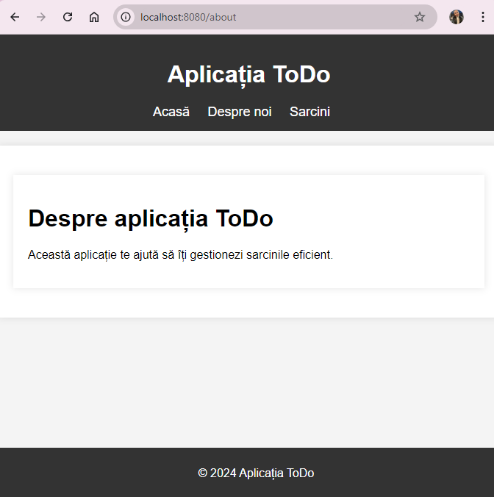 localhost:8080/about
Aplicația ToDo
Acasă Despre noi Sarcini
Despre aplicația ToDo
Această aplicație te ajută să îți gestionezi sarcinile eficient.
© 2024 Aplicația ToDo